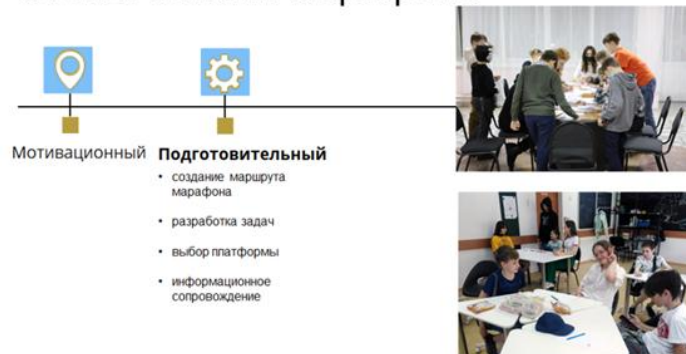 Мотивационный
Подготовительный
• создание маршрута
марафона
• разработка задач
• выбор платформы
• информационное
сопровождение